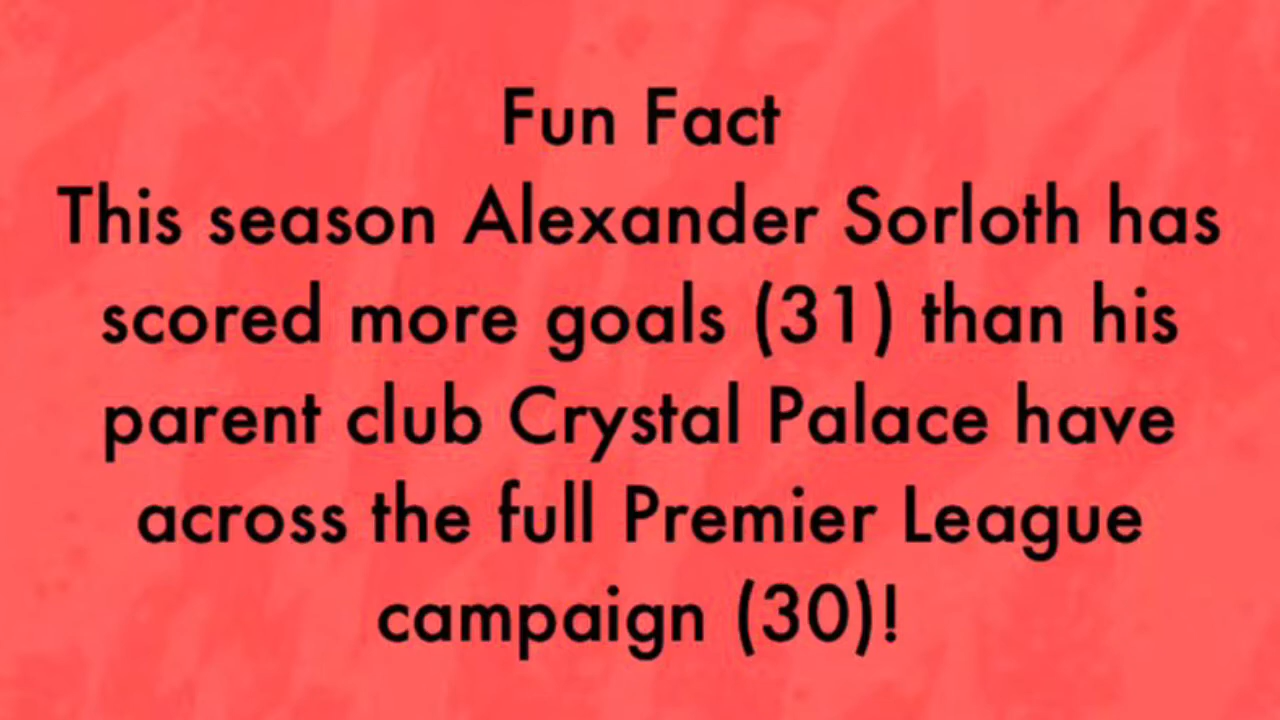 Fun Fact
This season Alexander Sorloth has
scored more goals (31) than his
parent club Crystal Palace have
across the full Premier League
campaign (30)!